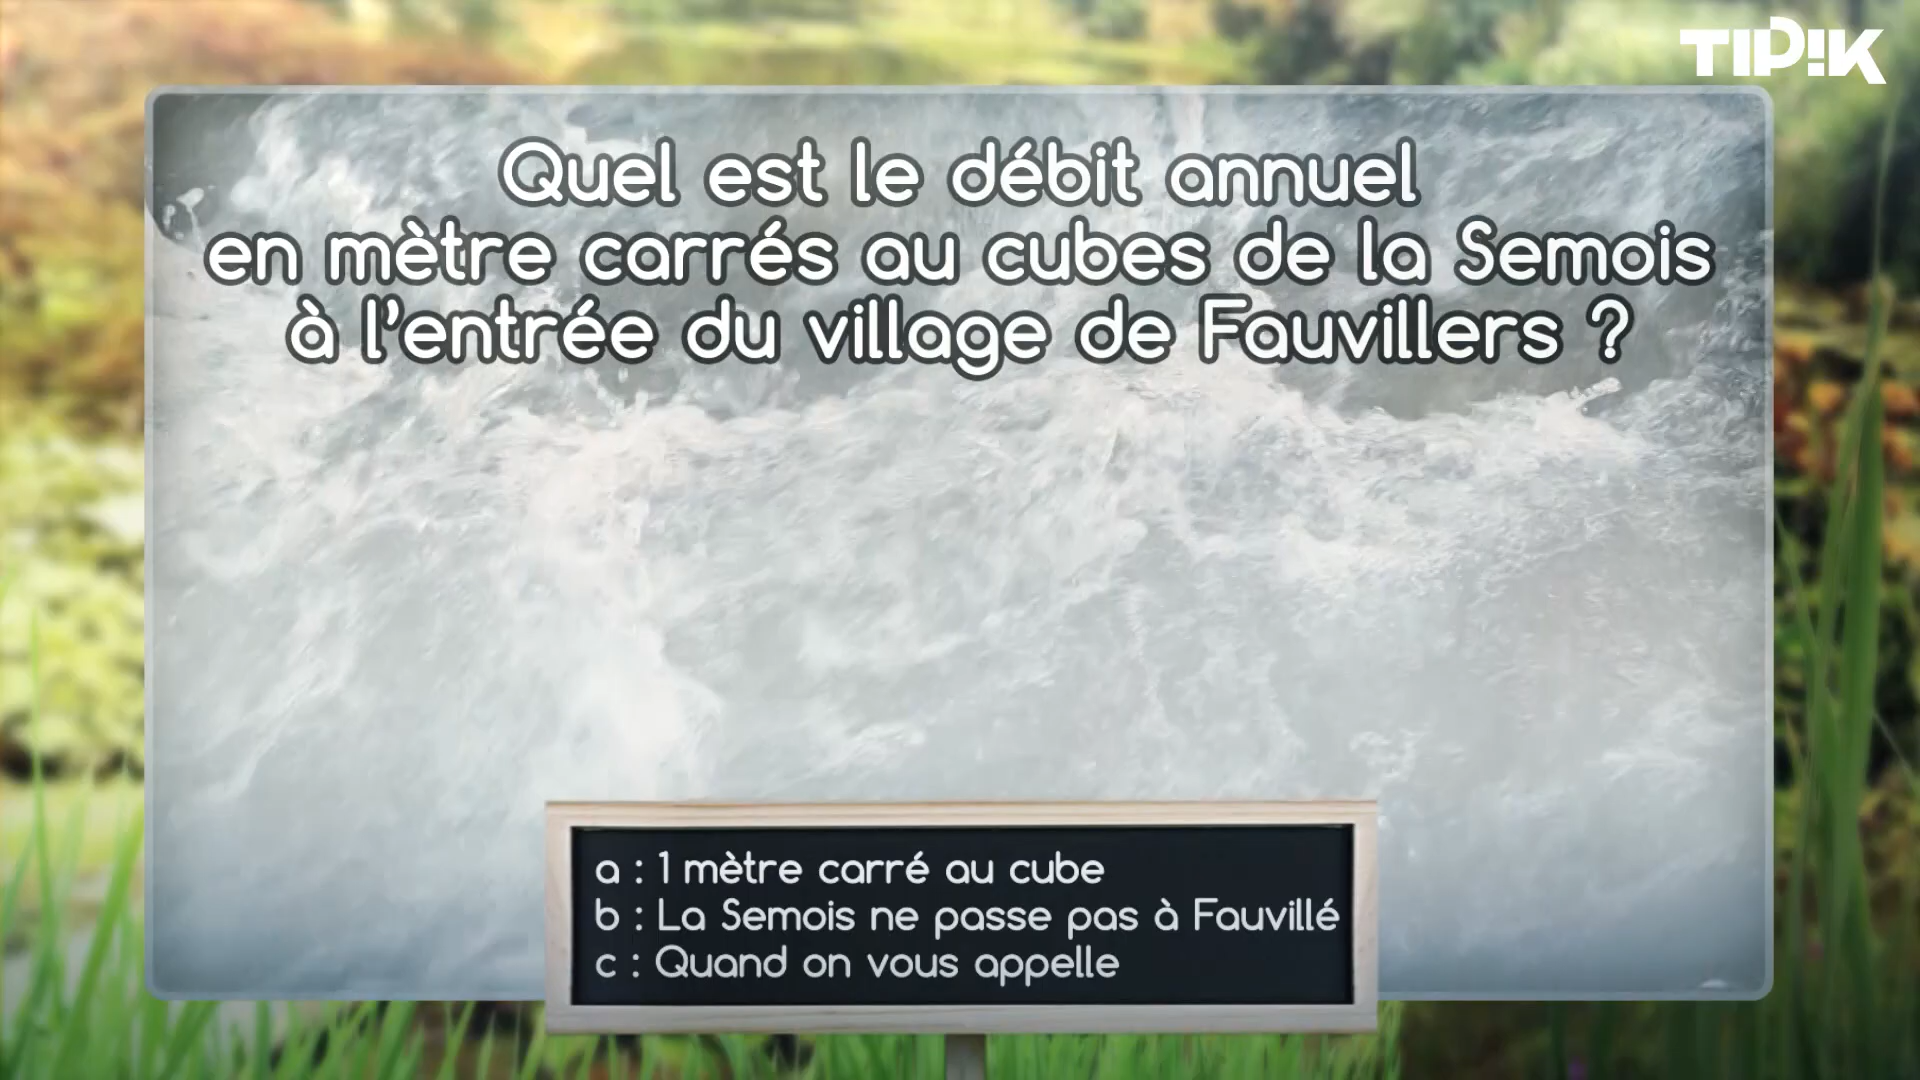 TIPIK
Quel est le débit annuel
en mètre carrés au cubes de la Semois
à l'entrée du village de Fauvillers ?
a : 1 mètre carré au cube
b : La Semois ne passe pas à Fauvillé
c : Quand on vous appelle